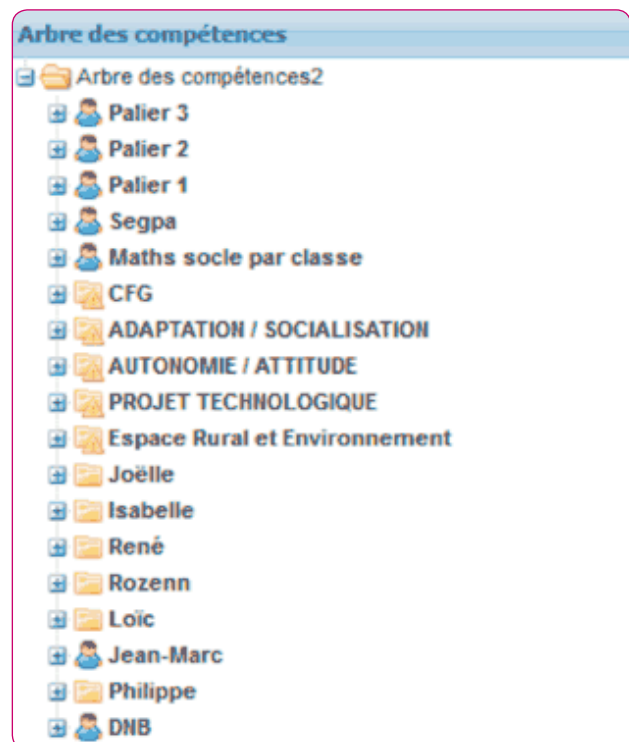 Arbre des compétences
Arbre des compétences2
Palier 3
Palier 2
Palier 1
Segpa
Maths socle par classe
CFG
ADAPTATION / SOCIALISATION
AUTONOMIE / ATTITUDE
PROJET TECHNOLOGIQUE
Espace Rural et Environnement
Joëlle
Isabelle
René
Rozenn
Loïc
Jean-Marc
Philippe
DNB